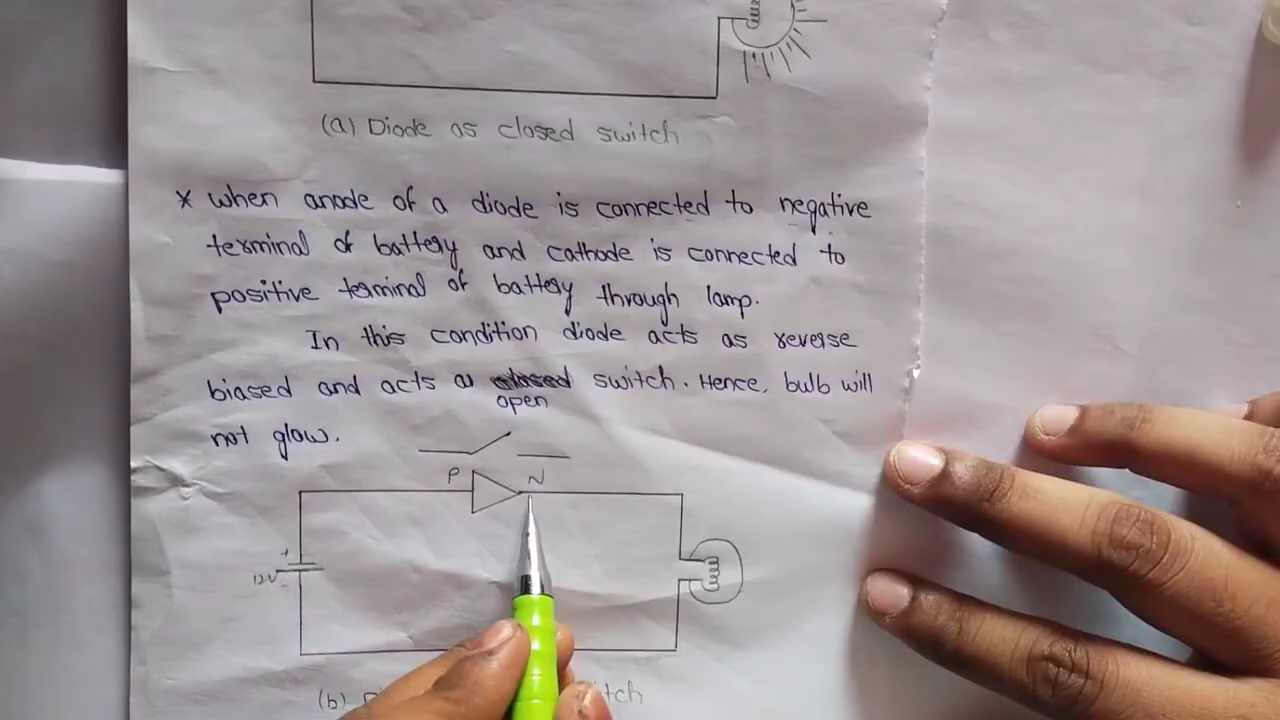 (a) Diode as closed switch
* when anode of a diode is connected to negative
terminal of battery and cathode is connected to
positive terminal of battery through lamp.
In this condition diode acts as reverse
biased and acts as closed switch. Hence, bulb will
open
not glow.
P N
+
12V
-
(b)